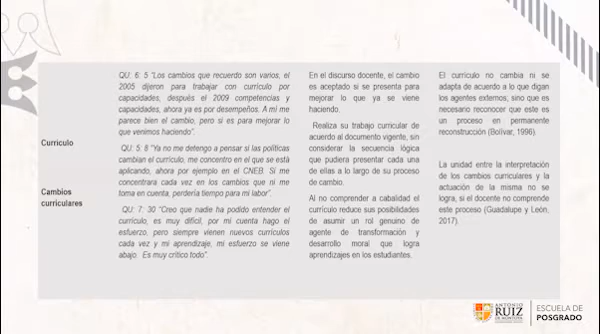 Currículo
Cambios
curriculares
QU: 6: 5 "Los cambios que recuerdo son varios, el
2005 dijeron para trabajar con currículo por
capacidades, después el 2009 competencias y
capacidades, ahora ya es por desempeños. A mí me
parece bien el cambio, pero si es para mejorar lo
que venimos haciendo".
QU: 5: 8 "Ya no me detengo a pensar si las políticas
cambian el currículo, me concentro en el que se está
aplicando, ahora por ejemplo en el CNEB. Sí me
concentrara cada vez en los cambios que ni me
toma en cuenta, perdería tiempo para mi labor".
QU: 7: 30 "Creo que nadie ha podido entender el
currículo, es muy difícil, por mi cuenta hago el
esfuerzo, pero siempre vienen nuevos currículos
cada vez y mi aprendizaje, mi esfuerzo se viene
abajo. Es muy crítico todo".
En el discurso docente, el cambio
es aceptado si se presenta para
mejorar lo que ya se viene
haciendo.
Realiza su trabajo curricular de
acuerdo al documento vigente, sin
considerar la secuencia lógica
que pudiera presentar cada una
de ellas a lo largo de su proceso
de cambio.
Al no comprender a cabalidad el
currículo reduce sus posibilidades
de asumir un rol genuino de
agente de transformación y
desarrollo moral que logra
aprendizajes en los estudiantes.
El currículo no cambia ni se
adapta de acuerdo a lo que digan
los agentes externos; sino que es
necesario reconocer que este es
un proceso en permanente
reconstrucción (Bolívar, 1996).
La unidad entre la interpretación
de los cambios curriculares y la
actuación de la misma no se
logra, si el docente no comprende
este proceso (Guadalupe y León,
2017).
ANTONIO
RUIZ
DE MONTOYA
ESCUELA DE
POSGRADO